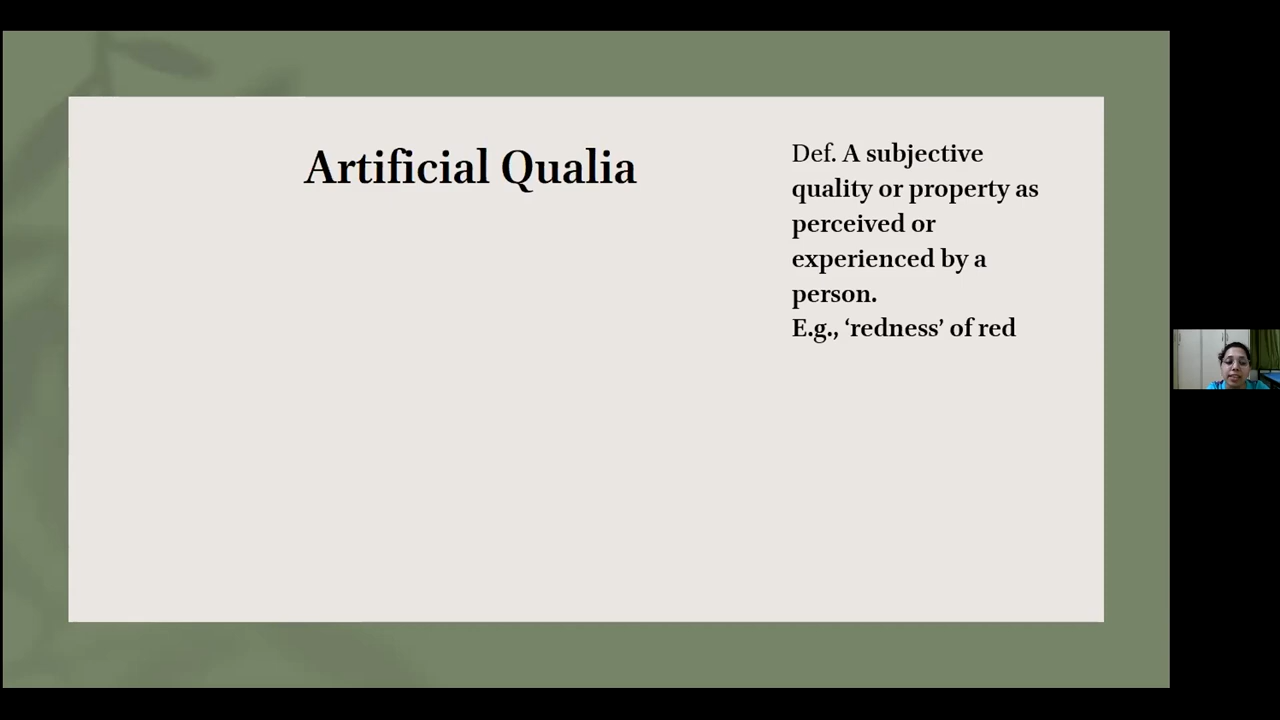 Artificial Qualia
Def. A subjective
quality or property as
perceived or
experienced by a
person.
E.g., ‘redness’ of red